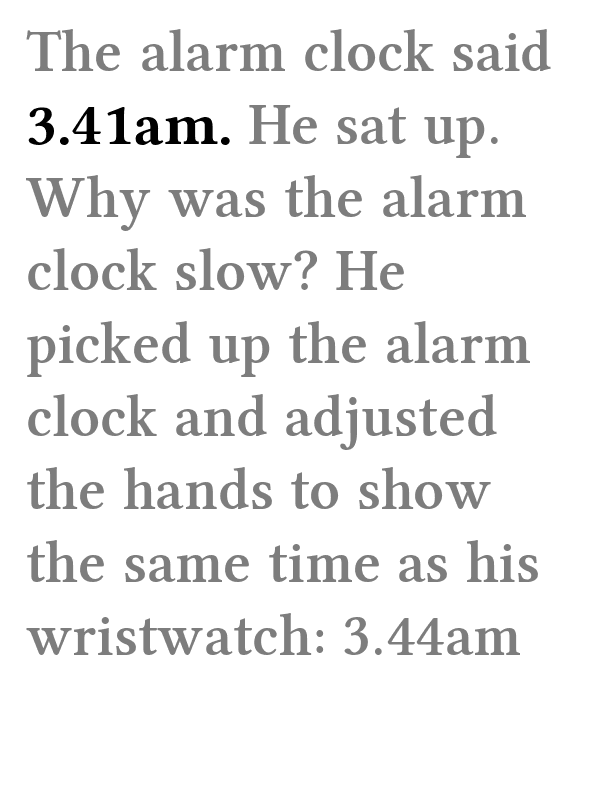 The alarm clock said
3.41am. He sat up.
Why was the alarm
clock slow? He
picked up the alarm
clock and adjusted
the hands to show
the same time as his
wristwatch: 3.44am